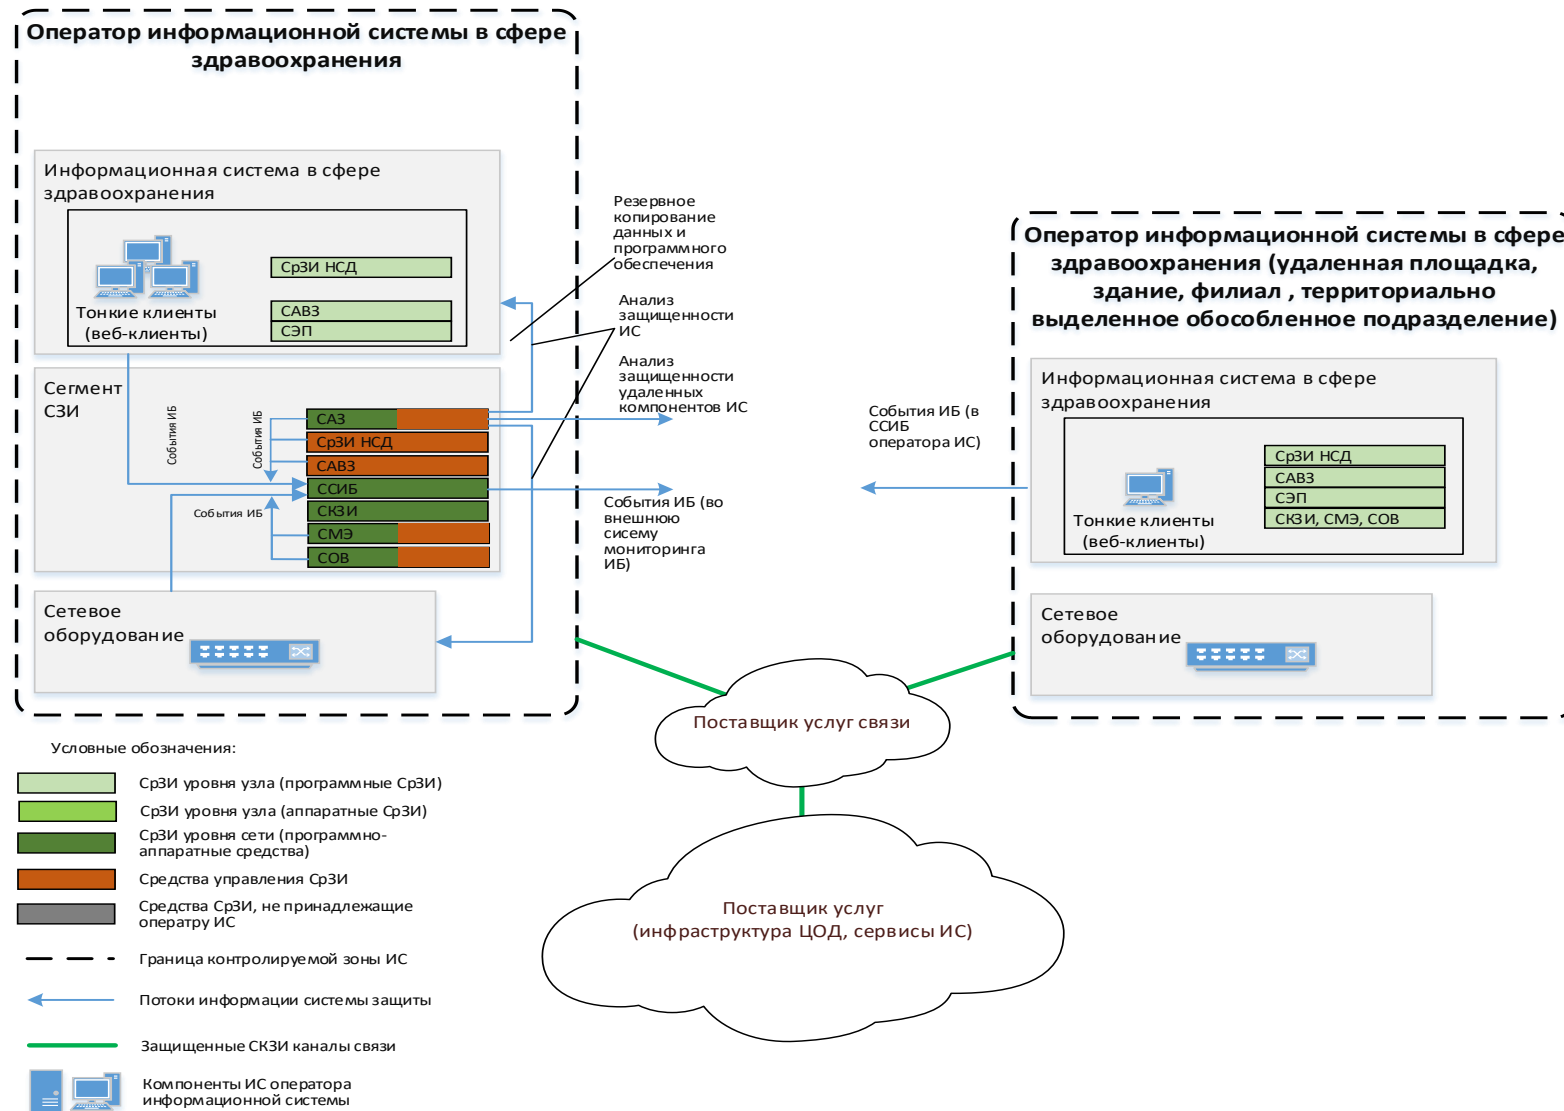 Оператор информационной системы в сфере
здравоохранения
Информационная система в сфере
здравоохранения
СрЗИ НСД
САВЗ
СЭП
Тонкие клиенты
(веб-клиенты)
Сегмент
СЗИ
События ИБ
События ИБ
События ИБ
САЗ
СрЗИ НСД
САВЗ
ССИБ
СКЗИ
СМЭ
СОВ
Сетевое
оборудование
Резервное
копирование
данных и
программного
обеспечения
Анализ
защищенности
ИС
Анализ
защищенности
удаленных
компонентов ИС
События ИБ (во
внешнюю
сисему
мониторинга
ИБ)
События ИБ (в
ССИБ
оператора ИС)
Оператор информационной системы в сфере
здравоохранения (удаленная площадка,
здание, филиал , территориально
выделенное обособленное подразделение)
Информационная система в сфере
здравоохранения
СрЗИ НСД
САВЗ
СЭП
СКЗИ, СМЭ, СОВ
Тонкие клиенты
(веб-клиенты)
Сетевое
оборудование
Поставщик услуг связи
Поставщик услуг
(инфраструктура ЦОД, сервисы ИС)
Условные обозначения:
СрЗИ уровня узла (программные СрЗИ)
СрЗИ уровня узла (аппаратные СрЗИ)
СрЗИ уровня сети (программно-
аппаратные средства)
Средства управления СрЗИ
Средства СрЗИ, не принадлежащие
оператру ИС
Граница контролируемой зоны ИС
Потоки информации системы защиты
Защищенные СКЗИ каналы связи
Компоненты ИС оператора
информационной системы